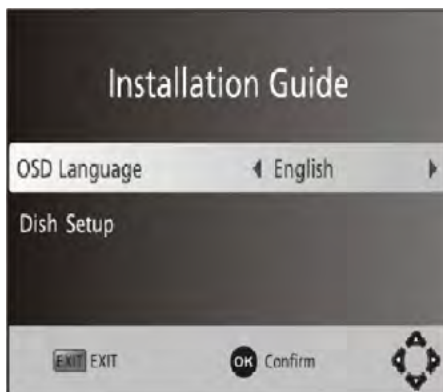 Installation Guide
OSD Language English
Dish Setup
EXIT EXIT OK Confirm